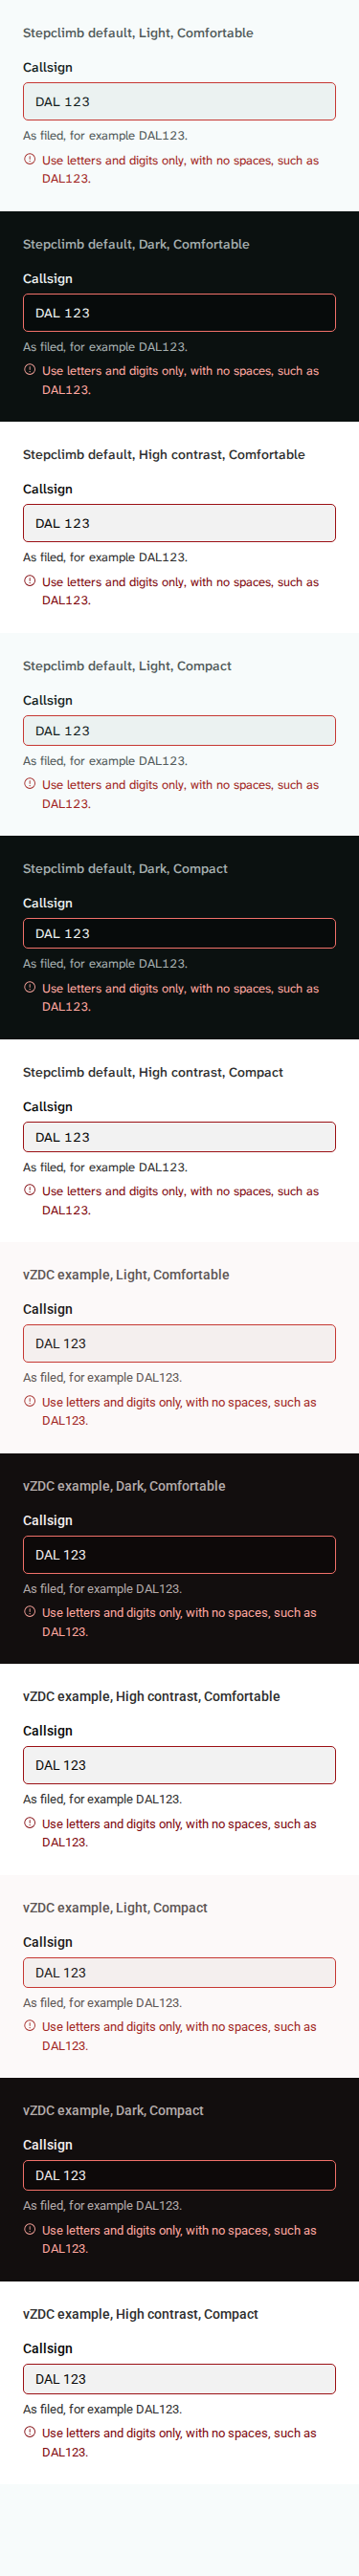 Stepclimb default, Light, Comfortable
Callsign
DAL 123
As filed, for example DAL123.
Use letters and digits only, with no spaces, such as
DAL123.
Stepclimb default, Dark, Comfortable
Callsign
DAL 123
As filed, for example DAL123.
Use letters and digits only, with no spaces, such as
DAL123.
Stepclimb default, High contrast, Comfortable
Callsign
DAL 123
As filed, for example DAL123.
Use letters and digits only, with no spaces, such as
DAL123.
Stepclimb default, Light, Compact
Callsign
DAL 123
As filed, for example DAL123.
Use letters and digits only, with no spaces, such as
DAL123.
Stepclimb default, Dark, Compact
Callsign
DAL 123
As filed, for example DAL123.
Use letters and digits only, with no spaces, such as
DAL123.
Stepclimb default, High contrast, Compact
Callsign
DAL 123
As filed, for example DAL123.
Use letters and digits only, with no spaces, such as
DAL123.
vZDC example, Light, Comfortable
Callsign
DAL 123
As filed, for example DAL123.
Use letters and digits only, with no spaces, such as
DAL123.
vZDC example, Dark, Comfortable
Callsign
DAL 123
As filed, for example DAL123.
Use letters and digits only, with no spaces, such as
DAL123.
vZDC example, High contrast, Comfortable
Callsign
DAL 123
As filed, for example DAL123.
Use letters and digits only, with no spaces, such as
DAL123.
vZDC example, Light, Compact
Callsign
DAL 123
As filed, for example DAL123.
Use letters and digits only, with no spaces, such as
DAL123.
vZDC example, Dark, Compact
Callsign
DAL 123
As filed, for example DAL123.
Use letters and digits only, with no spaces, such as
DAL123.
vZDC example, High contrast, Compact
Callsign
DAL 123
As filed, for example DAL123.
Use letters and digits only, with no spaces, such as
DAL123.